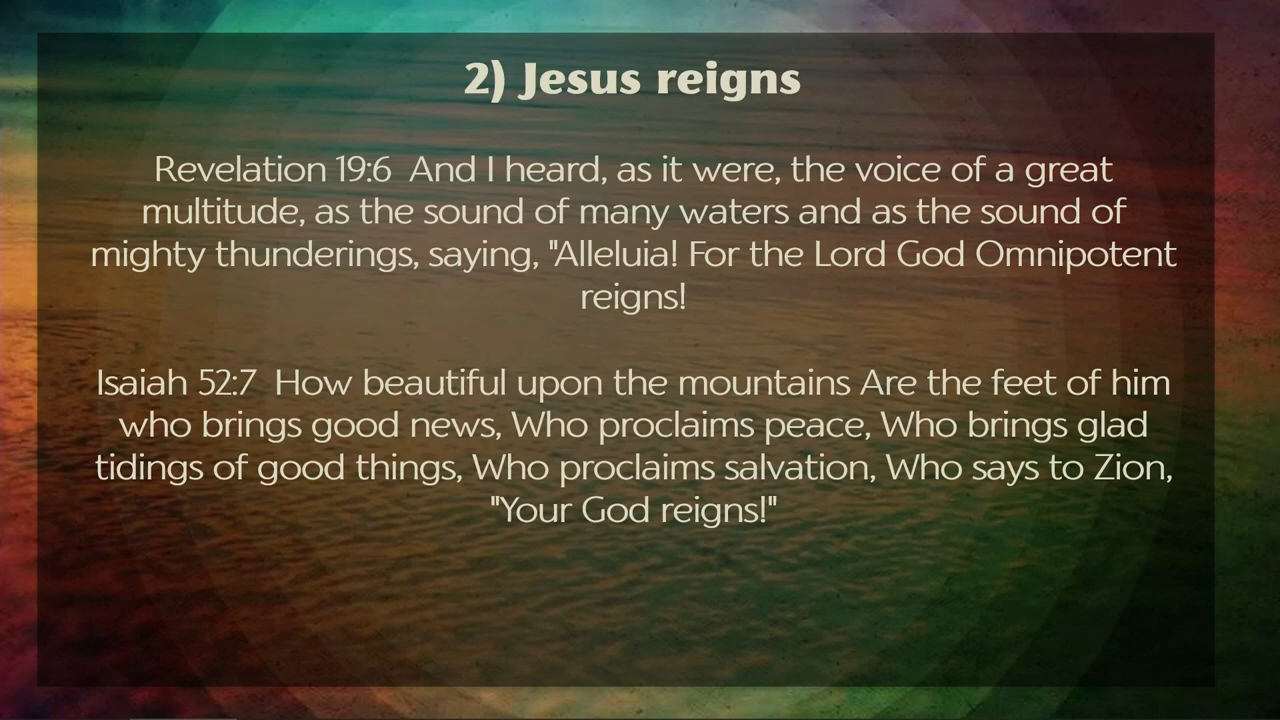 2) Jesus reigns
Revelation 19:6  And I heard, as it were, the voice of a great
multitude, as the sound of many waters and as the sound of
mighty thunderings, saying, "Alleluia! For the Lord God Omnipotent
reigns!
Isaiah 52:7  How beautiful upon the mountains Are the feet of him
who brings good news, Who proclaims peace, Who brings glad
tidings of good things, Who proclaims salvation, Who says to Zion,
"Your God reigns!"